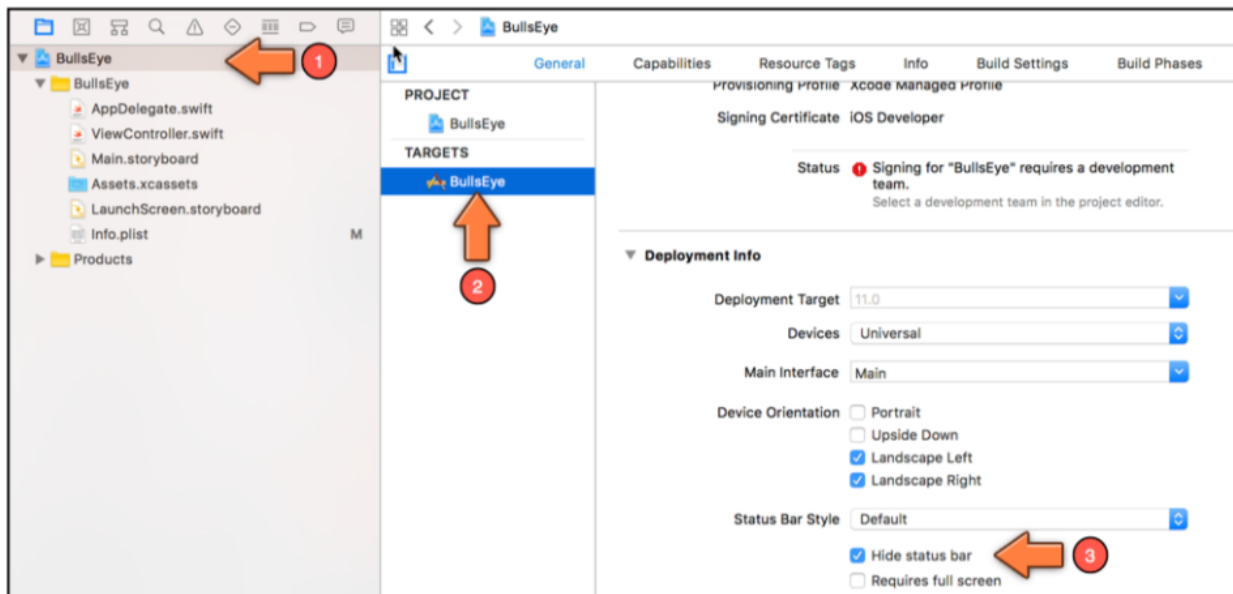 BullsEye
General Capabilities Resource Tags Info Build Settings Build Phases
BullsEye 1
BullsEye
AppDelegate.swift
ViewController.swift
Main.storyboard
Assets.xcassets
LaunchScreen.storyboard
Info.plist M
Products
PROJECT
BullsEye
TARGETS
BullsEye
2
Provisioning Profile Xcode Managed Profile
Signing Certificate iOS Developer
Status Signing for "BullsEye" requires a development
team.
Select a development team in the project editor.
Deployment Info
Deployment Target 11.0
Devices Universal
Main Interface Main
Device Orientation Portrait
Upside Down
Landscape Left
Landscape Right
Status Bar Style Default
Hide status bar 3
Requires full screen